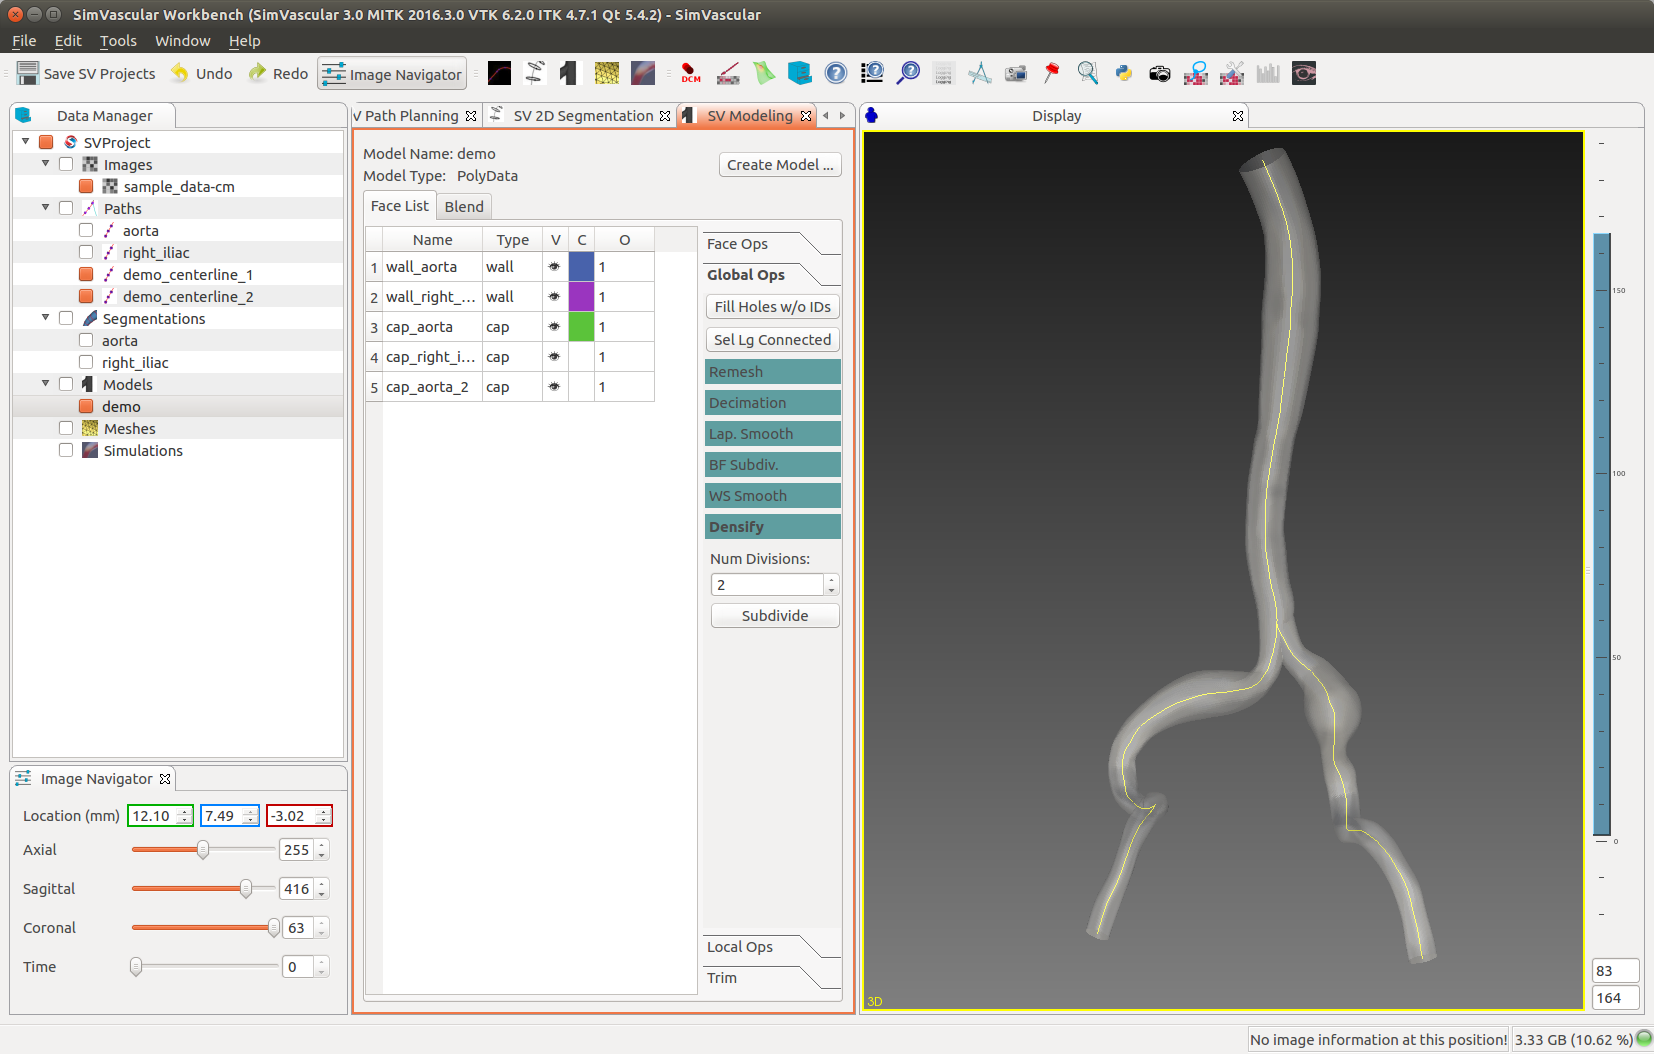 SimVascular Workbench (SimVascular 3.0 MITK 2016.3.0 VTK 6.2.0 ITK 4.7.1 Qt 5.4.2) - SimVascular
File Edit Tools Window Help
Save SV Projects Undo Redo Image Navigator DCM
Data Manager
SVProject
Images
sample_data-cm
Paths
aorta
right_iliac
demo_centerline_1
demo_centerline_2
Segmentations
aorta
right_iliac
Models
demo
Meshes
Simulations
Image Navigator
Location (mm) 12.10 7.49 -3.02
Axial 255
Sagittal 416
Coronal 63
Time 0
V Path Planning SV 2D Segmentation SV Modeling
Model Name: demo
Model Type: PolyData
Create Model ...
Face List Blend
Name Type V C O
1 wall_aorta wall 1
2 wall_right_... wall 1
3 cap_aorta cap 1
4 cap_right_i... cap 1
5 cap_aorta_2 cap 1
Face Ops
Global Ops
Fill Holes w/o IDs
Sel Lg Connected
Remesh
Decimation
Lap. Smooth
BF Subdiv.
WS Smooth
Densify
Num Divisions:
2
Subdivide
Local Ops
Trim
Display
3D
150
100
50
0
83
164
No image information at this position! 3.33 GB (10.62 %)